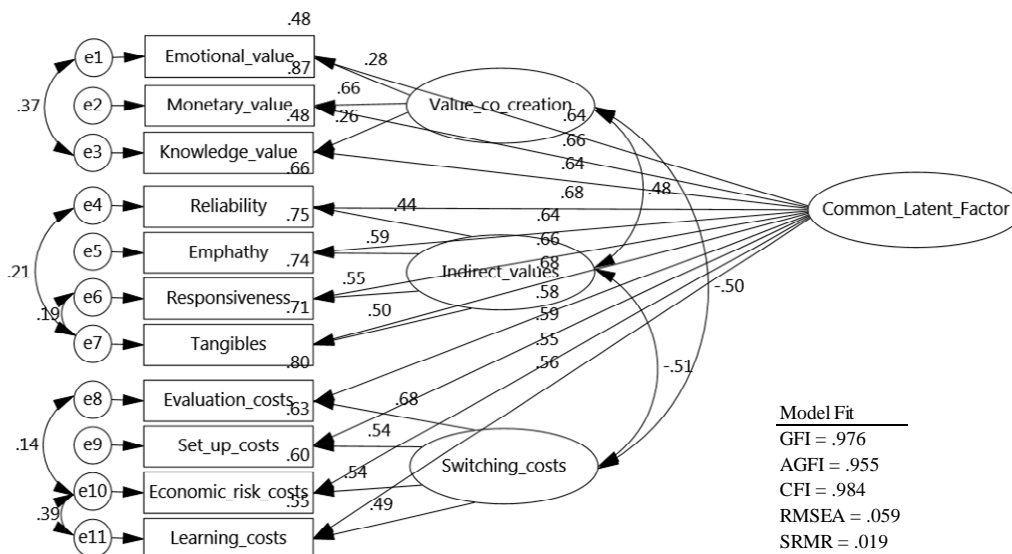 .48
e1
Emotional_value
.87
.28
.37
e2
Monetary_value
.48
.66
Value_co_creation
.26
.64
e3
Knowledge_value
.66
.66
.64
e4
Reliability
.75
.44
.68
.48
Common_Latent_Factor
.64
e5
Emphathy
.74
.59
.66
.21
Indirect_values
.68
e6
Responsiveness
.71
.55
.58
-.50
.19
.50
.59
e7
Tangibles
.80
.55
.56
-.51
e8
Evaluation_costs
.63
.68
.14
e9
Set_up_costs
.60
.54
Switching_costs
e10
Economic_risk_costs
.55
.54
.39
.49
e11
Learning_costs
Model Fit
GFI = .976
AGFI = .955
CFI = .984
RMSEA = .059
SRMR = .019